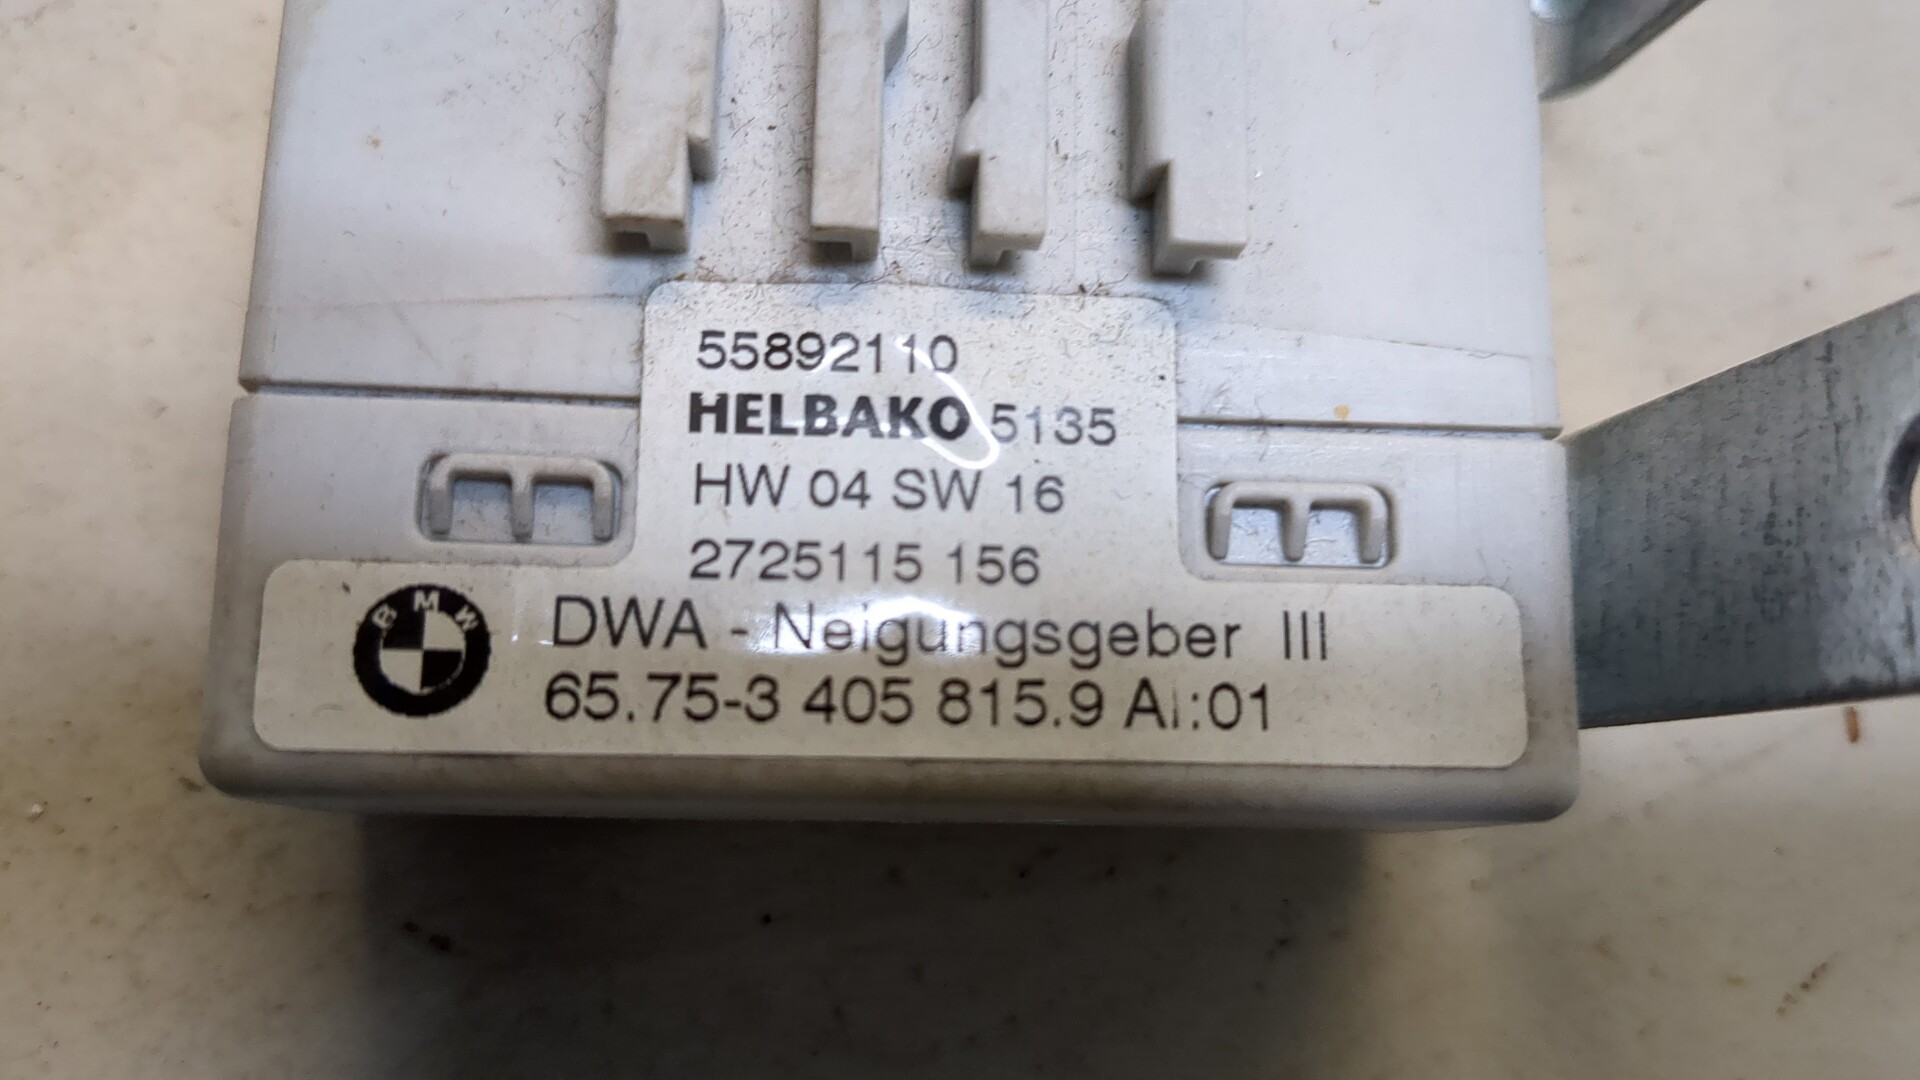 55892110
HELBAKO 5135
HW 04 SW 16
2725115 156
BMW
DWA - Neigungsgeber III
65.75-3 405 815.9 AI:01